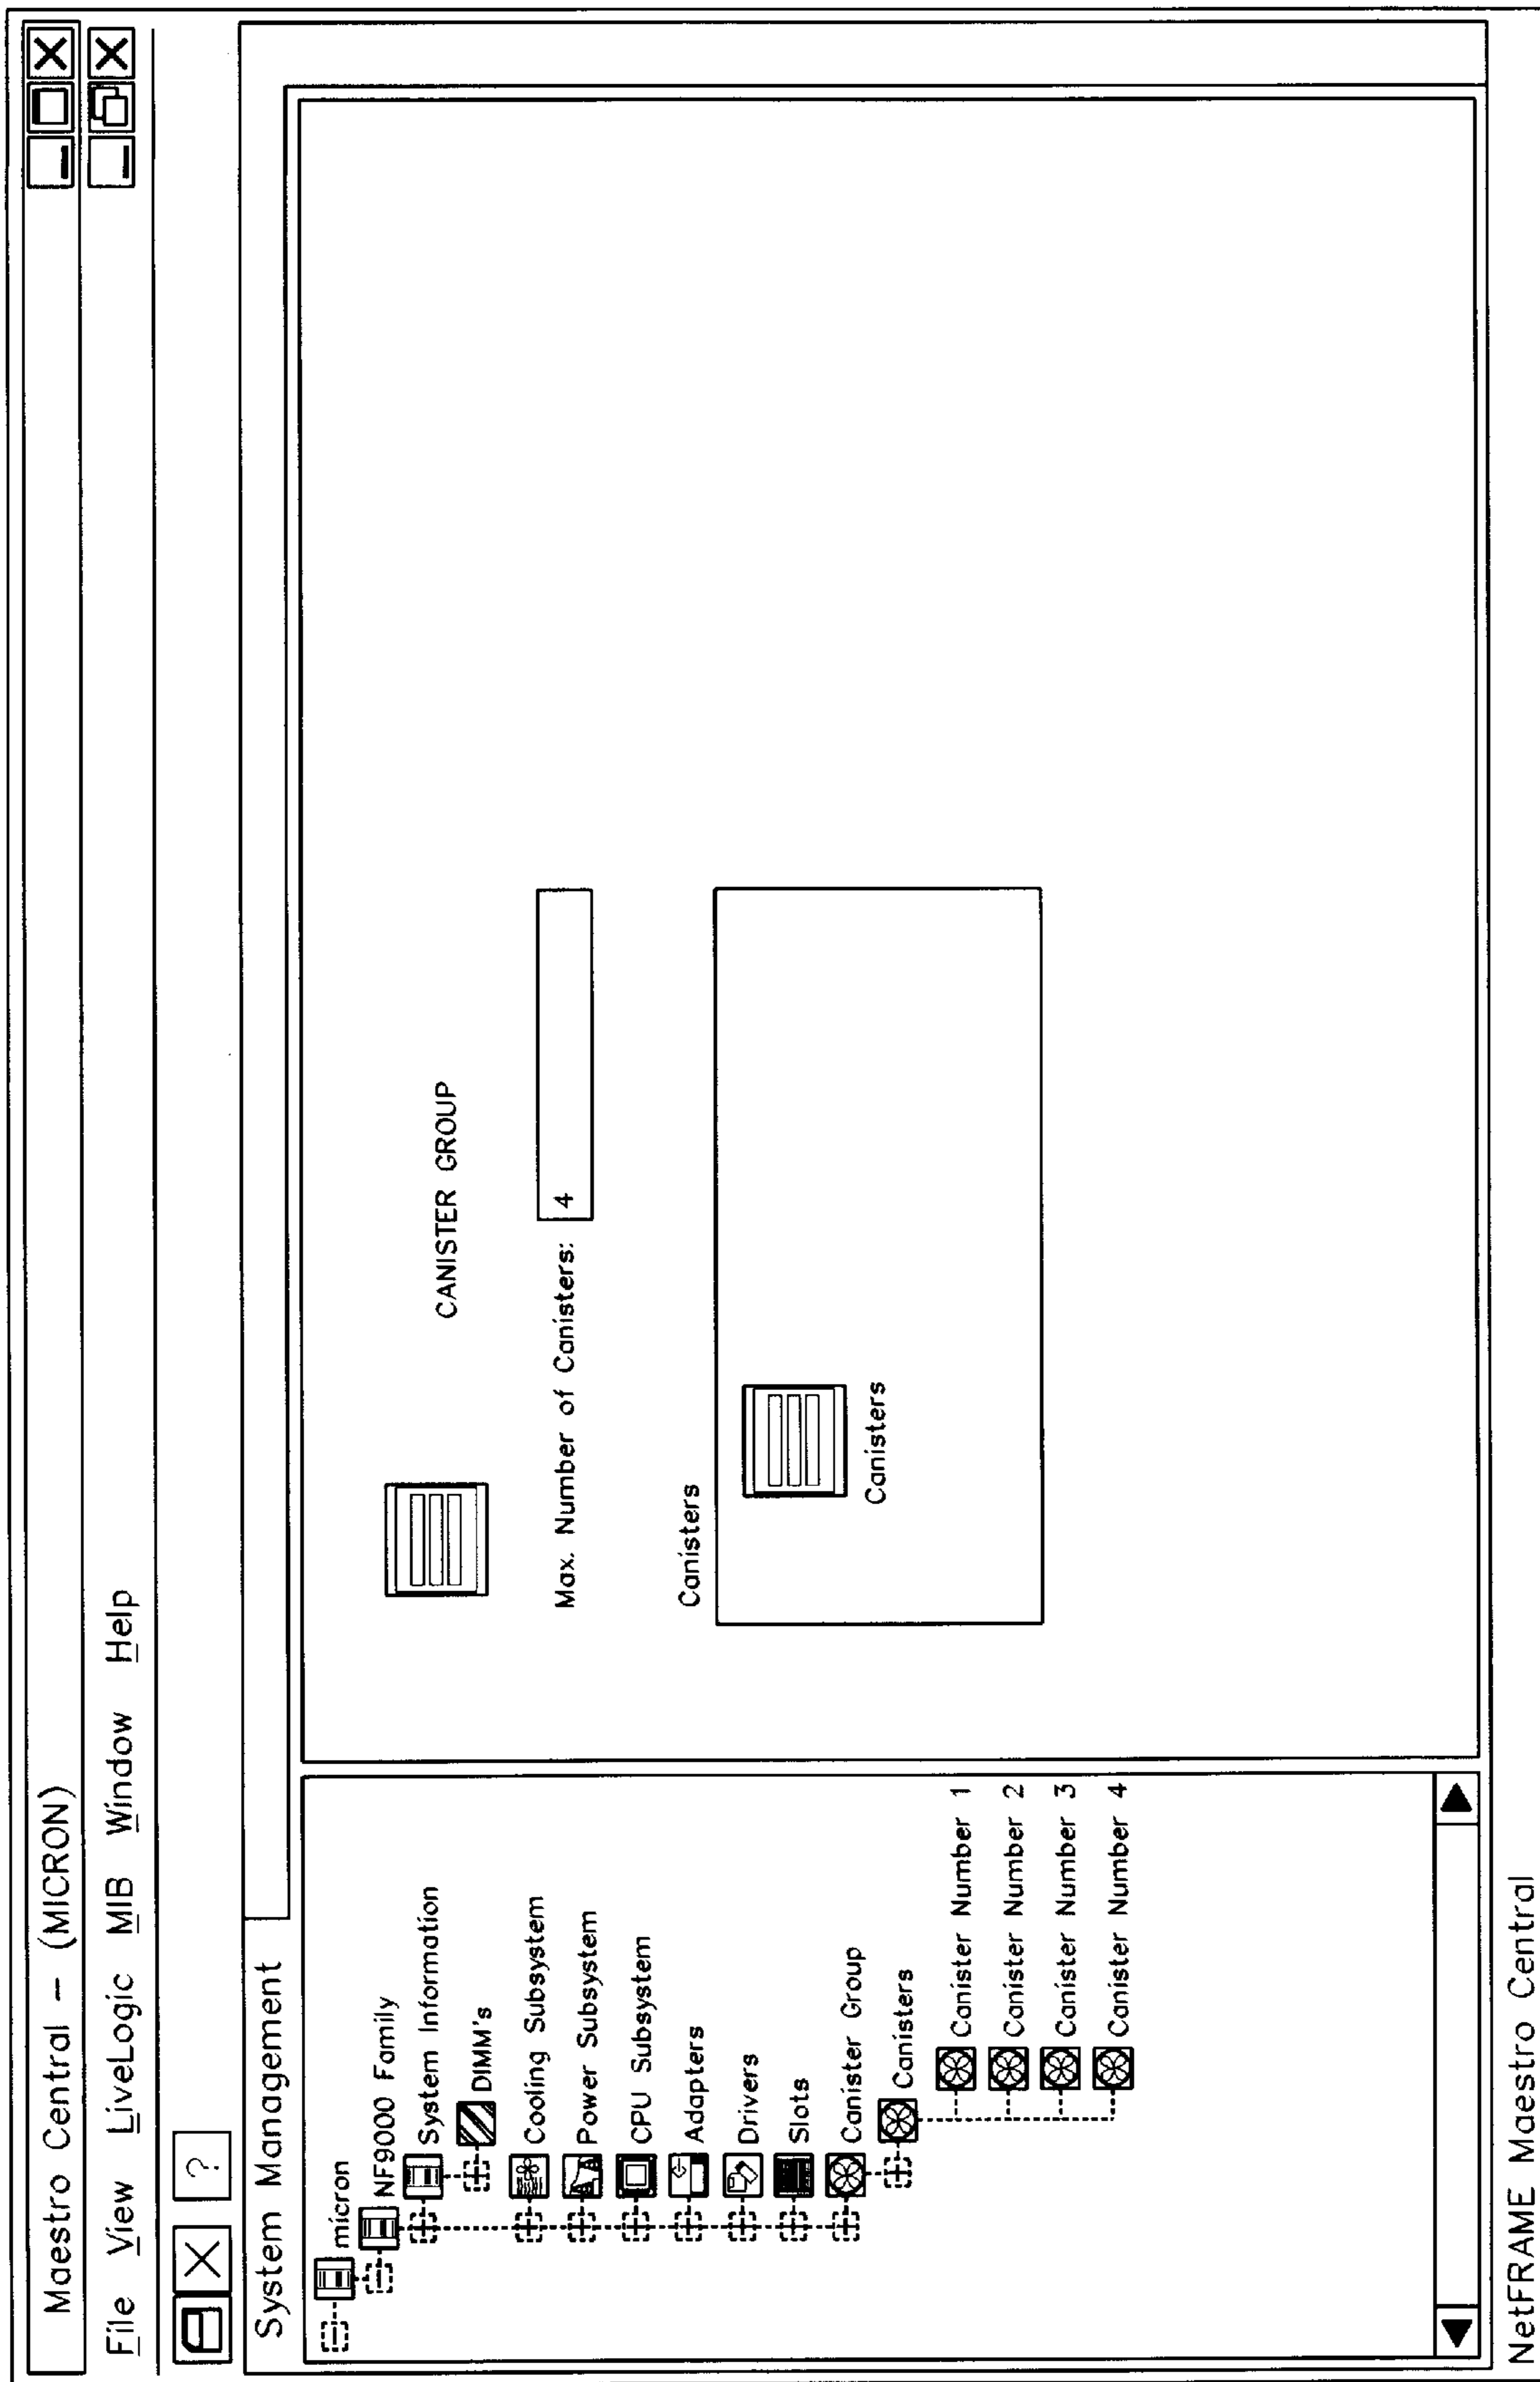 Maestro Central – (MICRON)
File View LiveLogic MIB Window Help
?
System Management
micron
NF9000 Family
System Information
DIMM's
Cooling Subsystem
Power Subsystem
CPU Subsystem
Adapters
Drivers
Slots
Canister Group
Canisters
Canister Number 1
Canister Number 2
Canister Number 3
Canister Number 4
CANISTER GROUP
Max. Number of Canisters: 4
Canisters
Canisters
NetFRAME Maestro Central